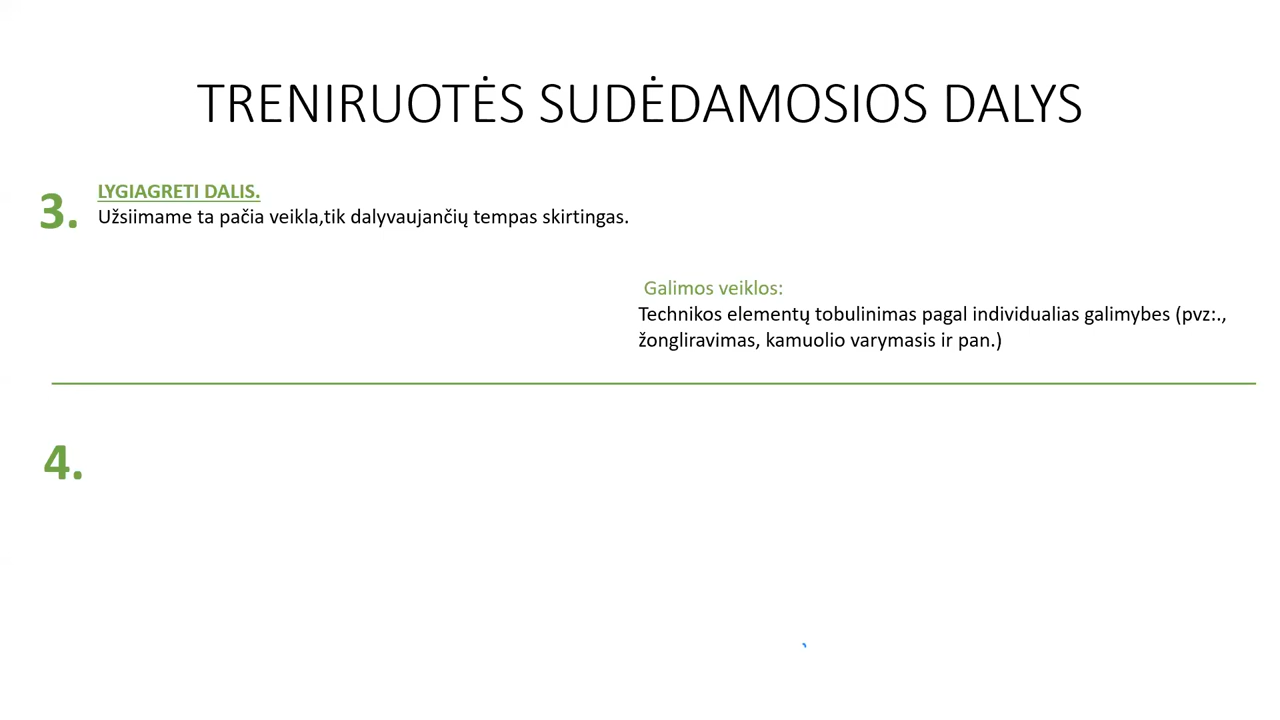 TRENIRUOTĖS SUDĖDAMOSIOS DALYS
3.
LYGIAGRETI DALIS.
Užsiimame ta pačia veikla,tik dalyvaujančių tempas skirtingas.
Galimos veiklos:
Technikos elementų tobulinimas pagal individualias galimybes (pvz:.,
žongliravimas, kamuolio varymasis ir pan.)
4.